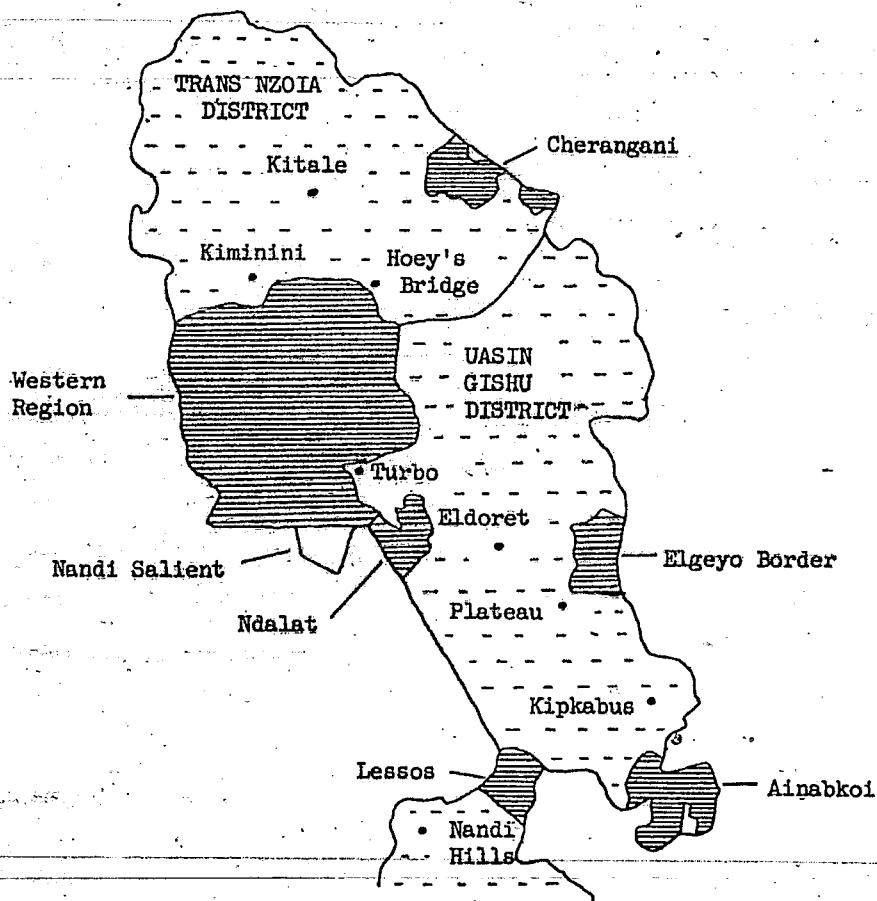 TRANS NZOIA
DISTRICT
Cherangani
Kitale
Kiminini
Hoey's
Bridge
UASIN
GISHU
DISTRICT
Western
Region
Turbo
Eldoret
Nandi Salient
Elgeyo Border
Ndalat
Plateau
Kipkabus
Lessos
Ainabkoi
Nandi
Hills